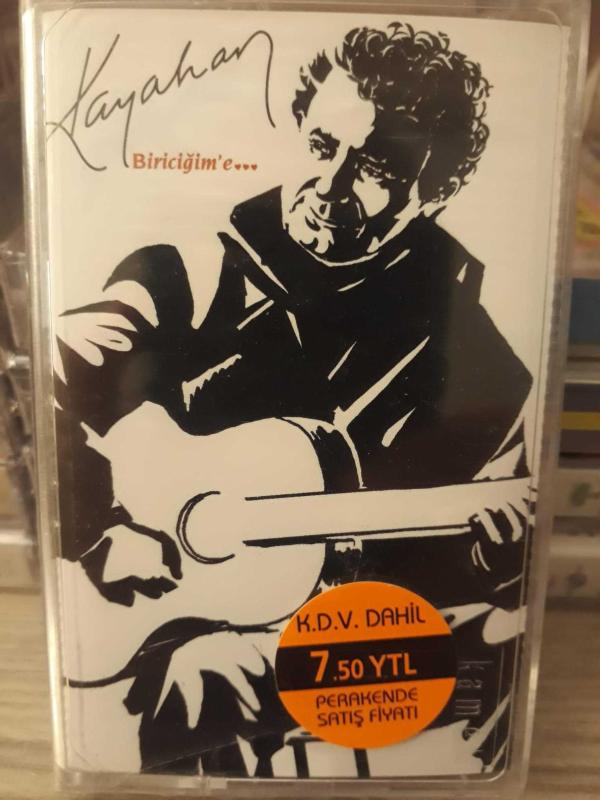 Kayahan
Biriciğim'e...
K.D.V. DAHİL
7.50 YTL
PERAKENDE
SATIŞ FİYATI